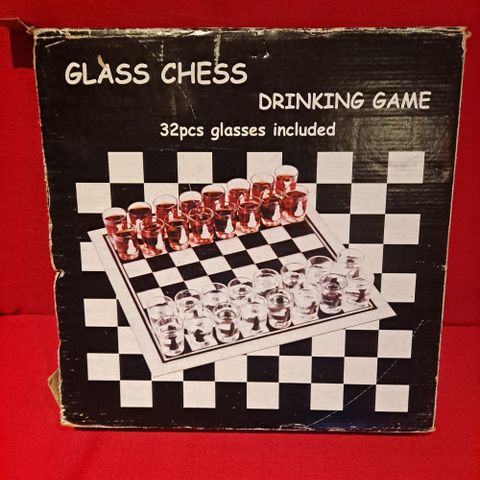 GLASS CHESS
DRINKING GAME
32pcs glasses included